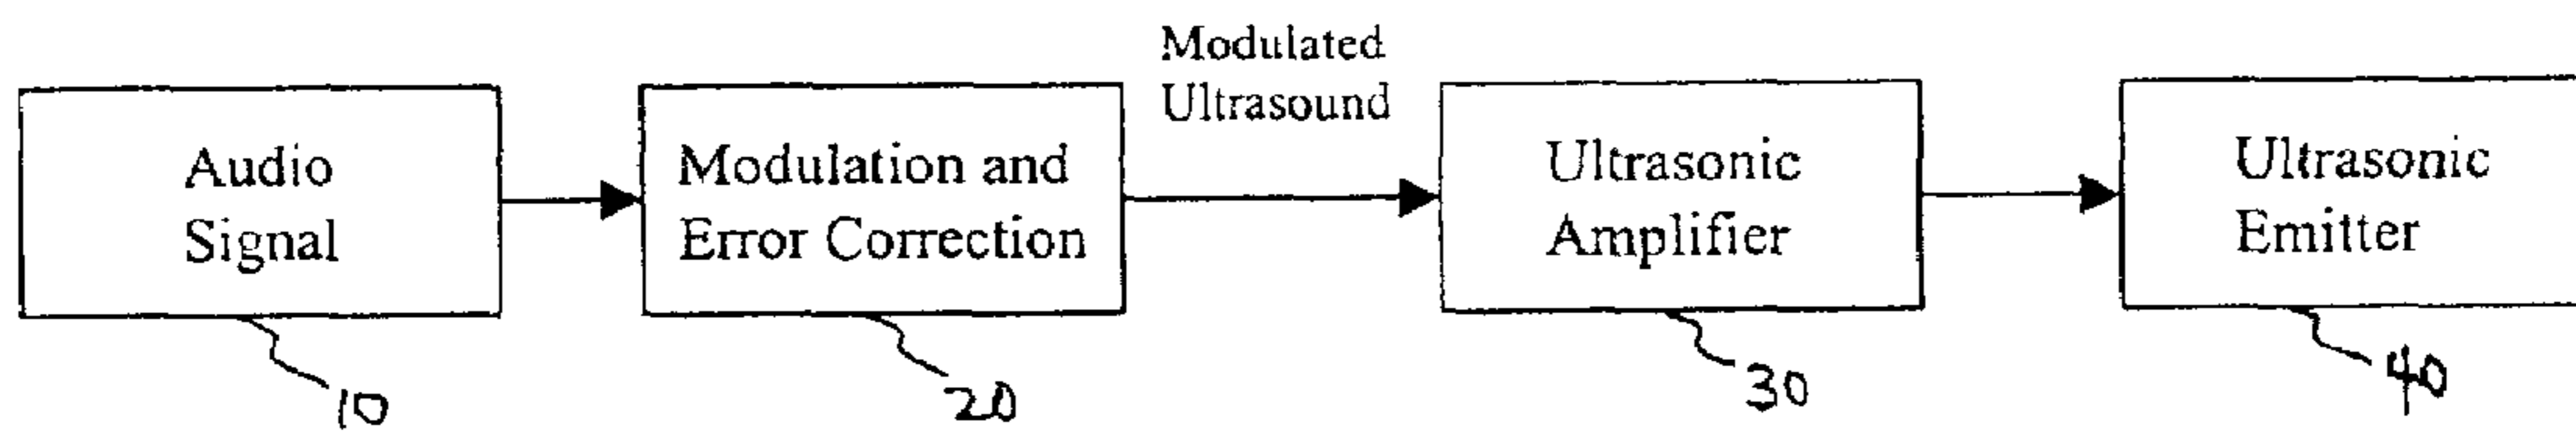 Modulated
Ultrasound
Audio
Signal
Modulation and
Error Correction
Ultrasonic
Amplifier
Ultrasonic
Emitter
10
20
30
40